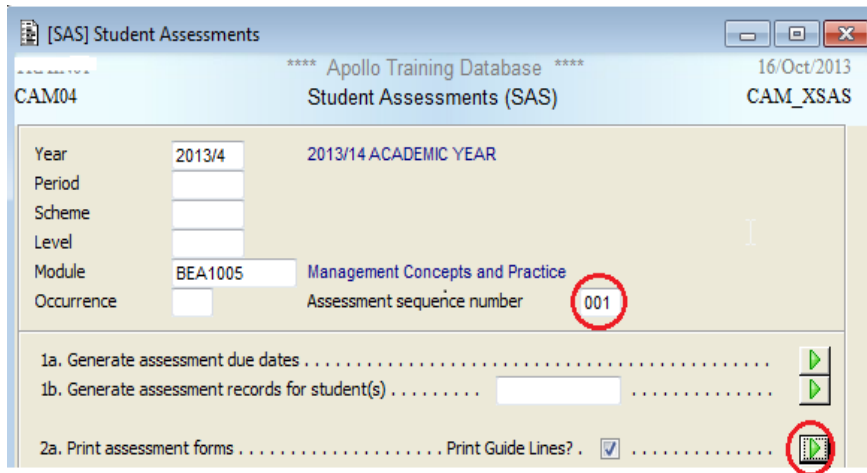 [SAS] Student Assessments
**** Apollo Training Database **** 16/Oct/2013
CAM04 Student Assessments (SAS) CAM_XSAS
Year 2013/4 2013/14 ACADEMIC YEAR
Period
Scheme
Level
Module BEA1005 Management Concepts and Practice
Occurrence Assessment sequence number 001
1a. Generate assessment due dates . . . . . . . . . . . . . . . . . . . . . . . . . . . . . . . . . . . . . . . . . . . . . .
1b. Generate assessment records for student(s) . . . . . . . . . . . . . . . . . . . . . . .
2a. Print assessment forms . . . . . . . . . . . . . . . . . . . . Print Guide Lines? . . . . . . . . . . . . . . .